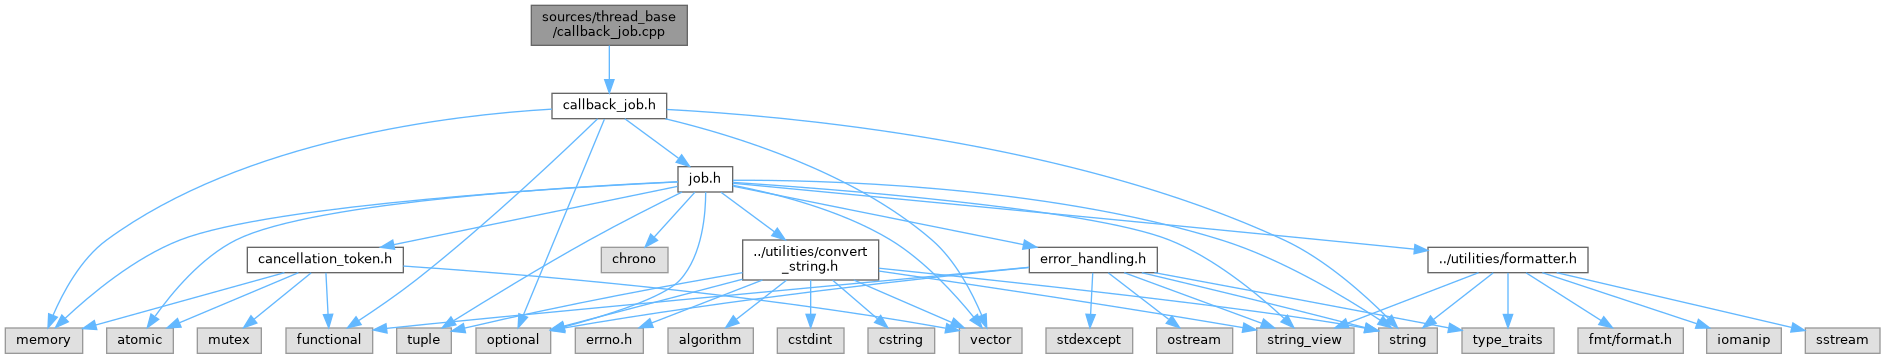 sources/thread_base
/callback_job.cpp
callback_job.h
job.h
cancellation_token.h
chrono
../utilities/convert
_string.h
error_handling.h
../utilities/formatter.h
memory
atomic
mutex
functional
tuple
optional
errno.h
algorithm
cstdint
cstring
vector
stdexcept
ostream
string_view
string
type_traits
fmt/format.h
iomanip
sstream